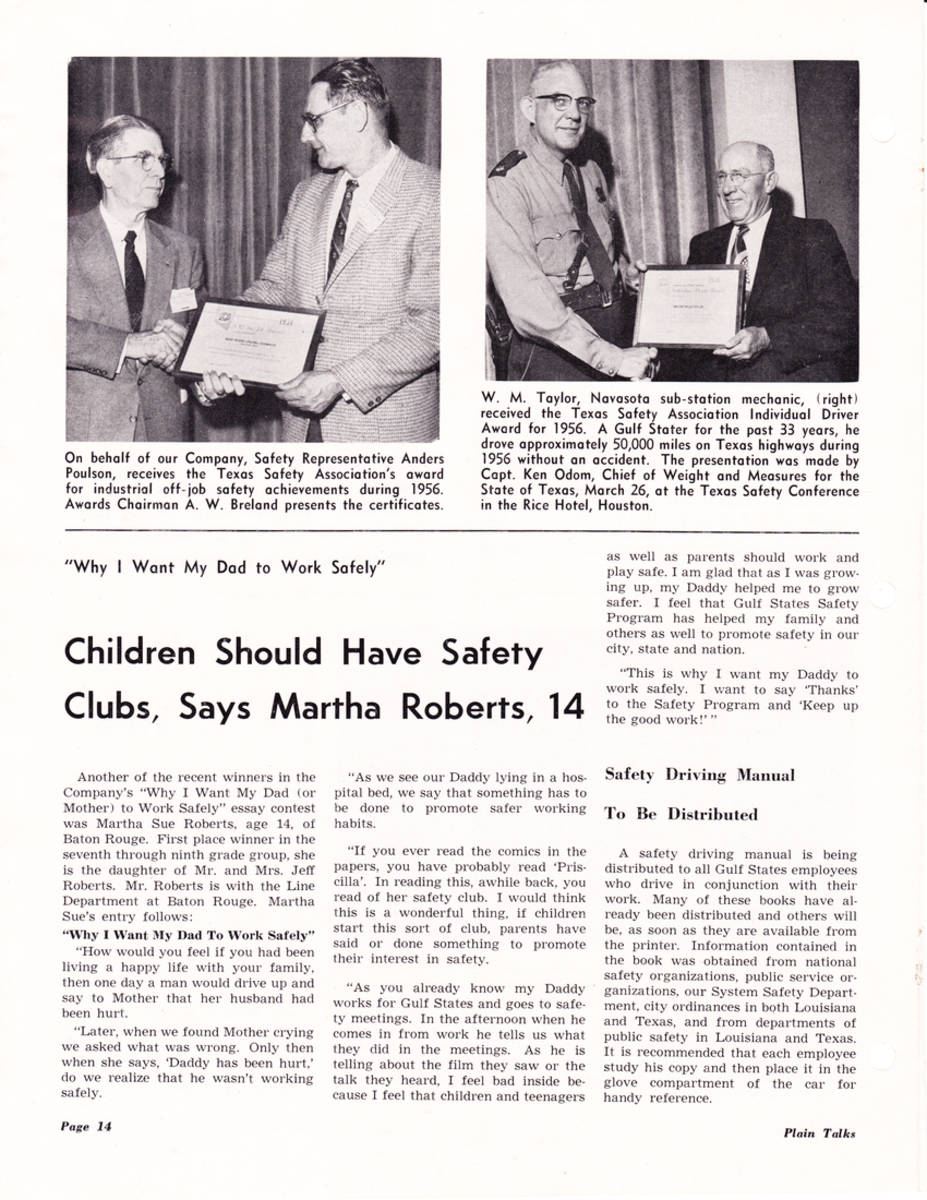 On behalf of our Company, Safety Representative Anders
Poulson, receives the Texas Safety Association's award
for industrial off-job safety achievements during 1956.
Awards Chairman A. W. Breland presents the certificates.
W. M. Taylor, Navasota sub-station mechanic, (right)
received the Texas Safety Association Individual Driver
Award for 1956. A Gulf Stater for the past 33 years, he
drove approximately 50,000 miles on Texas highways during
1956 without an accident. The presentation was made by
Capt. Ken Odom, Chief of Weight and Measures for the
State of Texas, March 26, at the Texas Safety Conference
in the Rice Hotel, Houston.
"Why I Want My Dad to Work Safely"
Children Should Have Safety
Clubs, Says Martha Roberts, 14
Another of the recent winners in the
Company's "Why I Want My Dad (or
Mother) to Work Safely" essay contest
was Martha Sue Roberts, age 14, of
Baton Rouge. First place winner in the
seventh through ninth grade group, she
is the daughter of Mr. and Mrs. Jeff
Roberts. Mr. Roberts is with the Line
Department at Baton Rouge. Martha
Sue's entry follows:
"Why I Want My Dad To Work Safely"
"How would you feel if you had been
living a happy life with your family,
then one day a man would drive up and
say to Mother that her husband had
been hurt.
"Later, when we found Mother crying
we asked what was wrong. Only then
when she says, 'Daddy has been hurt,'
do we realize that he wasn't working
safely.
"As we see our Daddy lying in a hos-
pital bed, we say that something has to
be done to promote safer working
habits.
"If you ever read the comics in the
papers, you have probably read 'Pris-
cilla'. In reading this, awhile back, you
read of her safety club. I would think
this is a wonderful thing, if children
start this sort of club, parents have
said or done something to promote
their interest in safety.
"As you already know my Daddy
works for Gulf States and goes to safe-
ty meetings. In the afternoon when he
comes in from work he tells us what
they did in the meetings. As he is
telling about the film they saw or the
talk they heard, I feel bad inside be-
cause I feel that children and teenagers
as well as parents should work and
play safe. I am glad that as I was grow-
ing up, my Daddy helped me to grow
safer. I feel that Gulf States Safety
Program has helped my family and
others as well to promote safety in our
city, state and nation.
"This is why I want my Daddy to
work safely. I want to say 'Thanks'
to the Safety Program and 'Keep up
the good work!' "
Safety Driving Manual
To Be Distributed
A safety driving manual is being
distributed to all Gulf States employees
who drive in conjunction with their
work. Many of these books have al-
ready been distributed and others will
be, as soon as they are available from
the printer. Information contained in
the book was obtained from national
safety organizations, public service or-
ganizations, our System Safety Depart-
ment, city ordinances in both Louisiana
and Texas, and from departments of
public safety in Louisiana and Texas.
It is recommended that each employee
study his copy and then place it in the
glove compartment of the car for
handy reference.
Page 14
Plain Talks